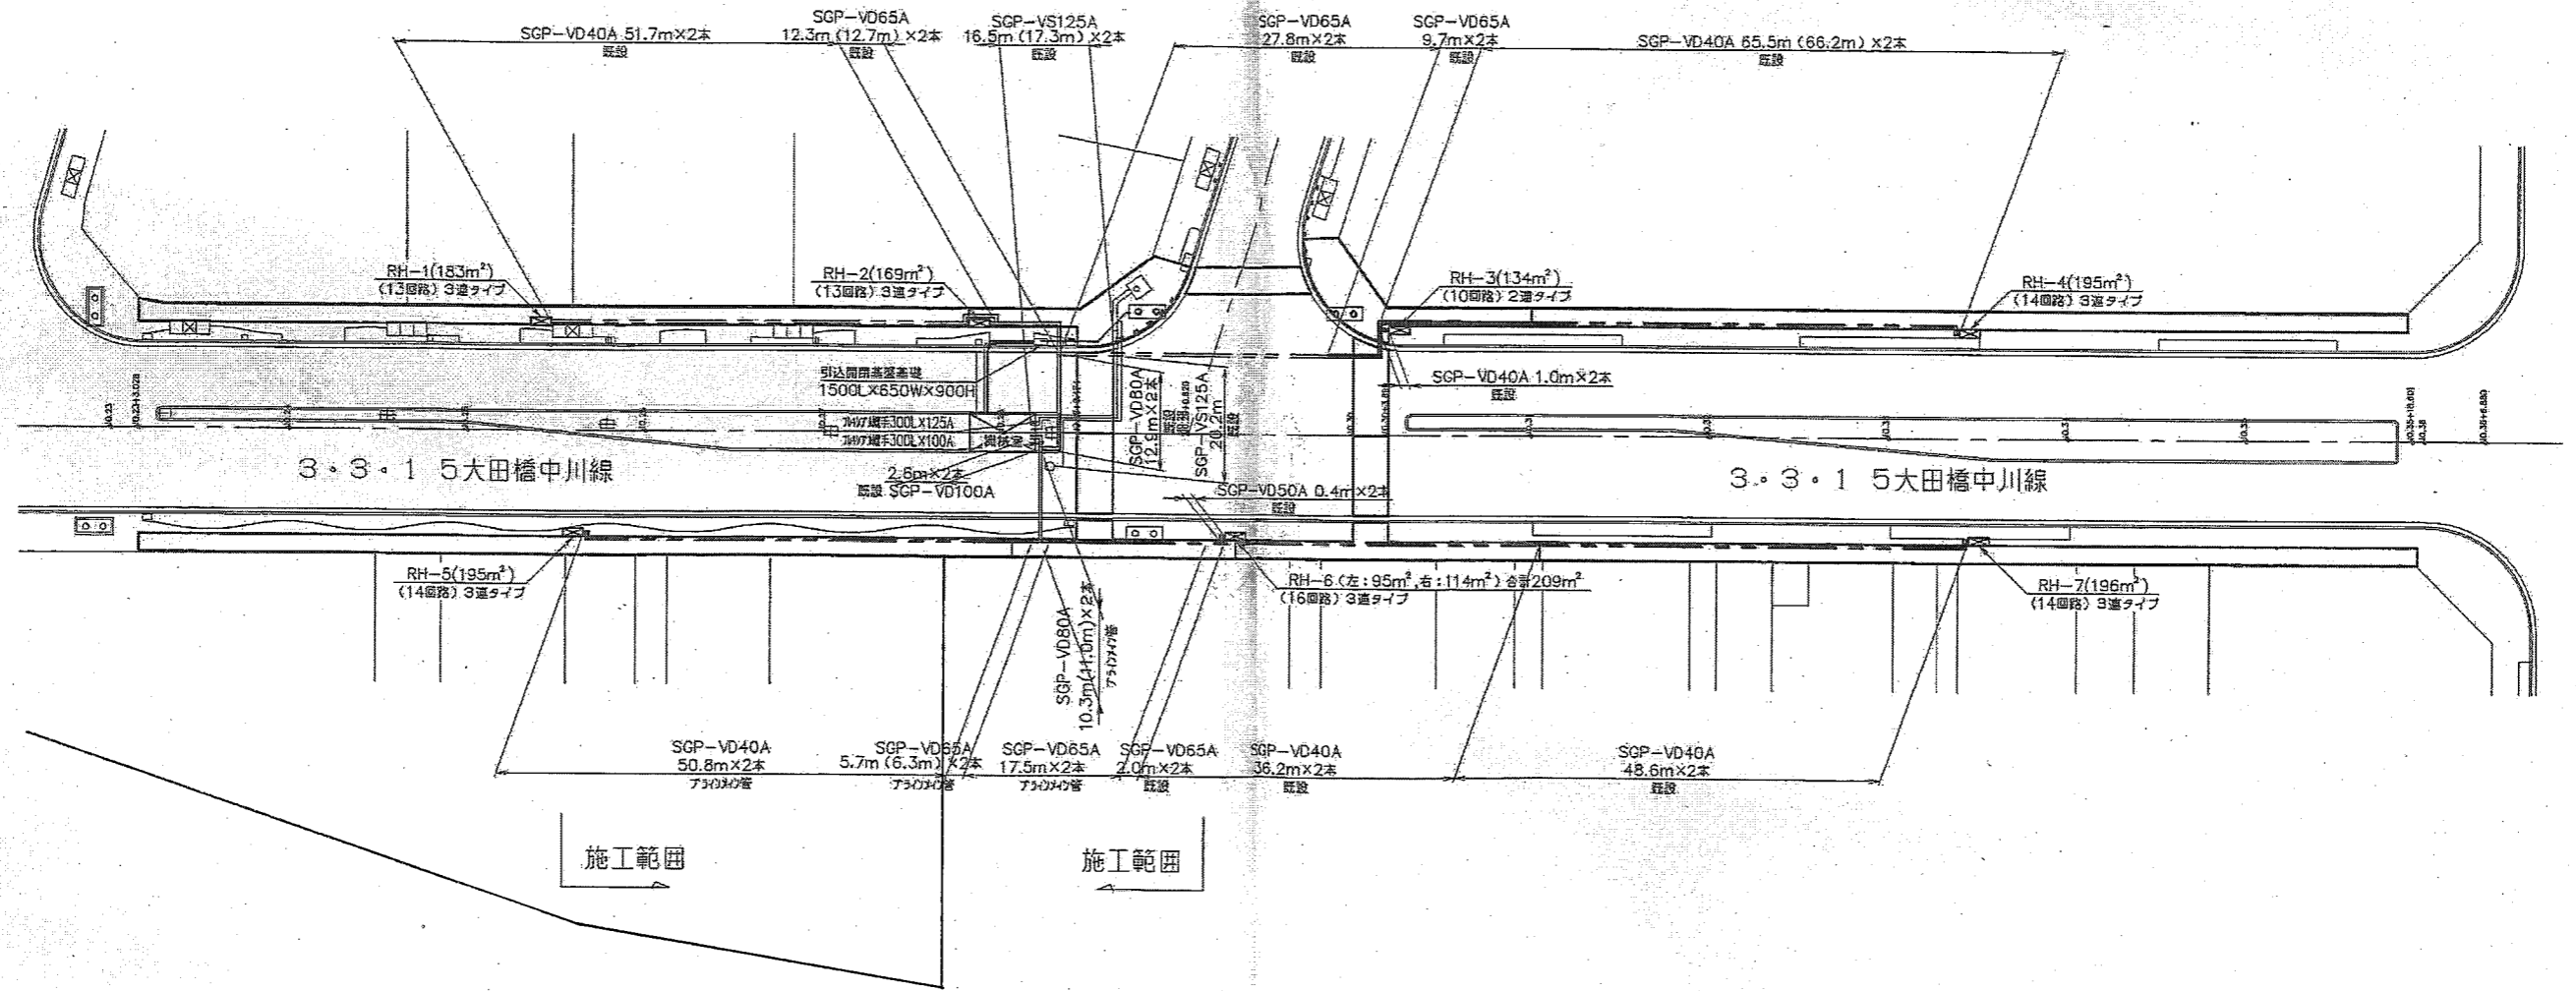 SGP-VD40A 51.7m×2本
既設
SGP-VD65A
12.3m (12.7m) ×2本
既設
SGP-VS125A
16.5m (17.3m) ×2本
既設
SGP-VD65A
27.8m×2本
既設
SGP-VD65A
9.7m×2本
既設
SGP-VD40A 65.5m (66.2m) ×2本
既設
RH-1(183m²)
(13回路) 3連タイプ
RH-2(169m²)
(13回路) 3連タイプ
RH-3(134m²)
(10回路) 2連タイプ
RH-4(195m²)
(14回路) 3連タイプ
引込開閉器盤基礎
1500L×650W×900H
300L×125A
300L×100A
2.6m×2本
既設 SGP-VD100A
SGP-VD80A
12.9m×2本
既設
SGP-VS125A
20.2m
既設
SGP-VD40A 1.0m×2本
既設
SGP-VD50A 0.4m×2本
既設
3・3・1 5大田橋中川線
3・3・1 5大田橋中川線
RH-5(195m²)
(14回路) 3連タイプ
RH-6 (左：95m²,右：114m²) 合計209m²
(16回路) 3連タイプ
RH-7(196m²)
(14回路) 3連タイプ
SGP-VD80A
10.3m(11.0m)×2本
SGP-VD40A
50.8m×2本
SGP-VD65A
5.7m (6.3m) ×2本
SGP-VD65A
17.5m×2本
SGP-VD65A
2.0m×2本
既設
SGP-VD40A
36.2m×2本
既設
SGP-VD40A
48.6m×2本
既設
施工範囲
施工範囲